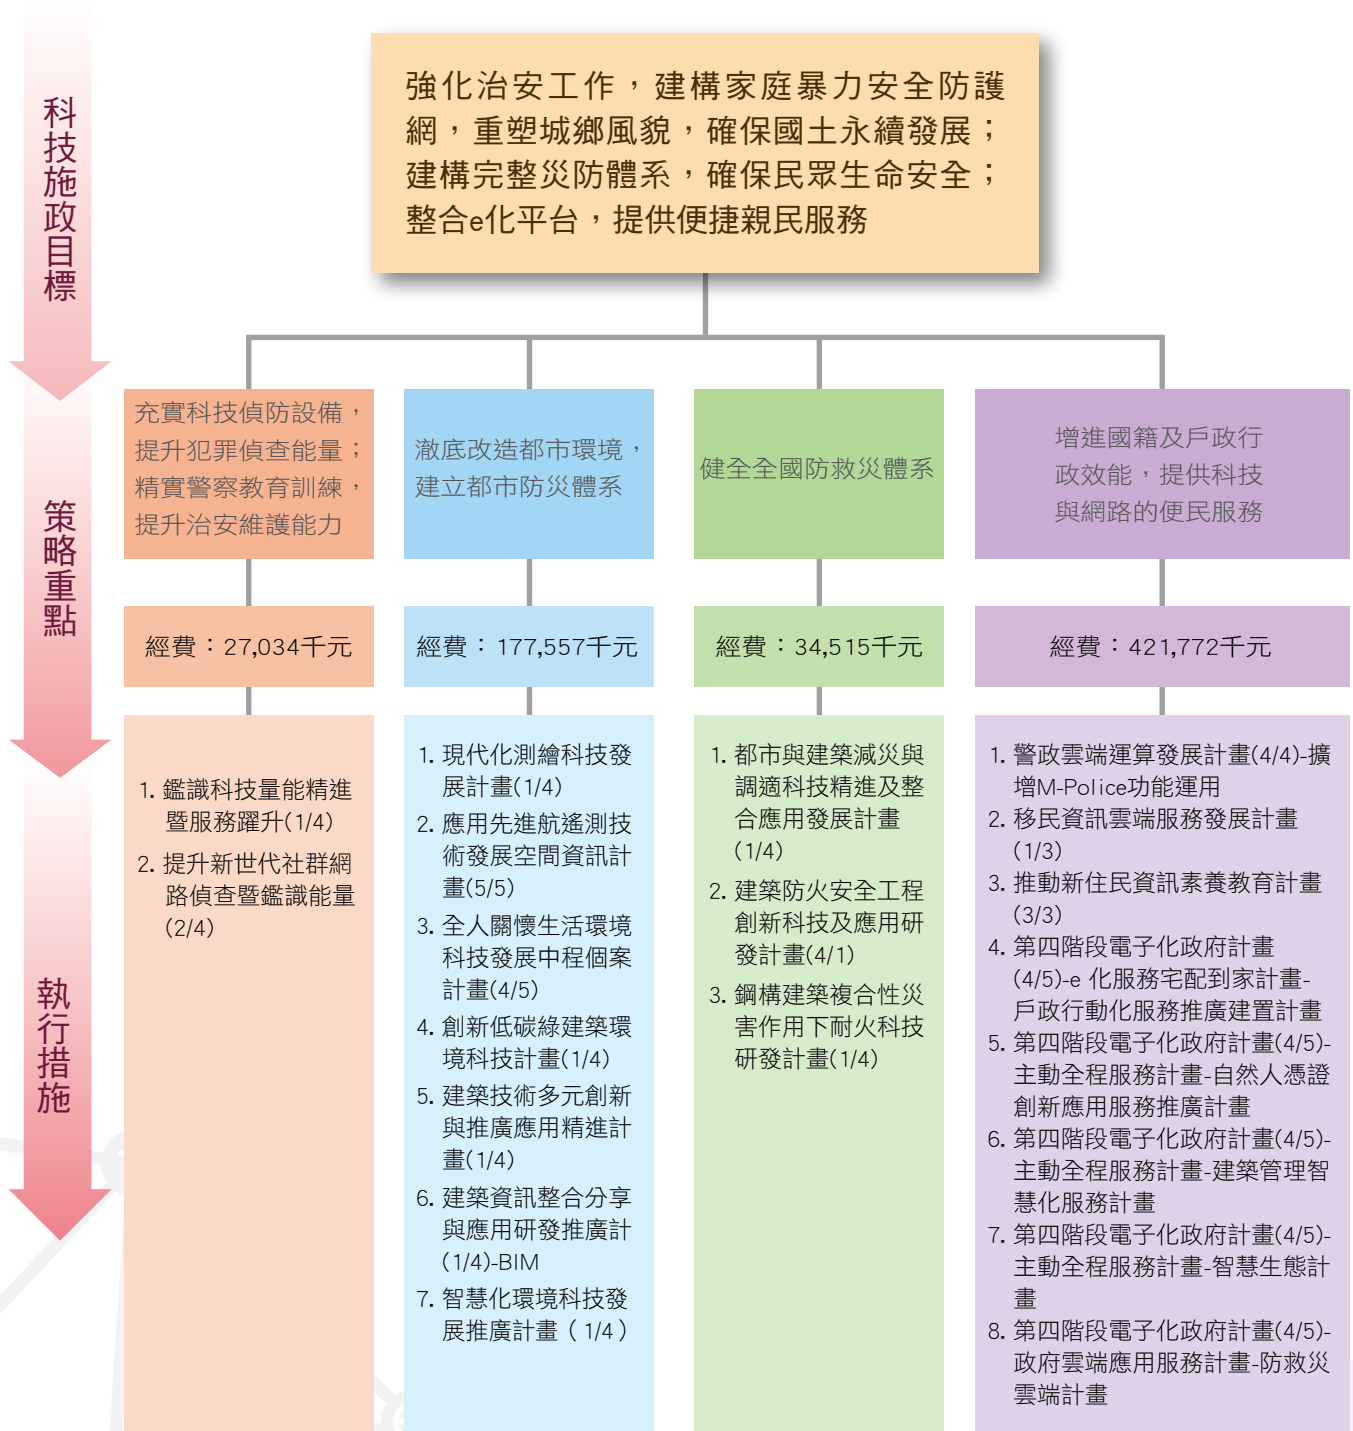 科技施政目標
強化治安工作，建構家庭暴力安全防護
網，重塑城鄉風貌，確保國土永續發展；
建構完整災防體系，確保民眾生命安全；
整合e化平台，提供便捷親民服務
策略重點
充實科技偵防設備，
提升犯罪偵查能量；
精實警察教育訓練，
提升治安維護能力
澈底改造都市環境，
建立都市防災體系
健全全國防救災體系
增進國籍及戶政行
政效能，提供科技
與網路的便民服務
經費：27,034千元
經費：177,557千元
經費：34,515千元
經費：421,772千元
執行措施
1. 鑑識科技量能精進
暨服務躍升(1/4)
2. 提升新世代社群網
路偵查暨鑑識能量
(2/4)
1. 現代化測繪科技發
展計畫(1/4)
2. 應用先進航遙測技
術發展空間資訊計
畫(5/5)
3. 全人關懷生活環境
科技發展中程個案
計畫(4/5)
4. 創新低碳綠建築環
境科技計畫(1/4)
5. 建築技術多元創新
與推廣應用精進計
畫(1/4)
6. 建築資訊整合分享
與應用研發推廣計
(1/4)-BIM
7. 智慧化環境科技發
展推廣計畫（1/4）
1. 都市與建築減災與
調適科技精進及整
合應用發展計畫
(1/4)
2. 建築防火安全工程
創新科技及應用研
發計畫(4/1)
3. 鋼構建築複合性災
害作用下耐火科技
研發計畫(1/4)
1. 警政雲端運算發展計畫(4/4)-擴
增M-Police功能運用
2. 移民資訊雲端服務發展計畫
(1/3)
3. 推動新住民資訊素養教育計畫
(3/3)
4. 第四階段電子化政府計畫
(4/5)-e 化服務宅配到家計畫-
戶政行動化服務推廣建置計畫
5. 第四階段電子化政府計畫(4/5)-
主動全程服務計畫-自然人憑證
創新應用服務推廣計畫
6. 第四階段電子化政府計畫(4/5)-
主動全程服務計畫-建築管理智
慧化服務計畫
7. 第四階段電子化政府計畫(4/5)-
主動全程服務計畫-智慧生態計
畫
8. 第四階段電子化政府計畫(4/5)-
政府雲端應用服務計畫-防救災
雲端計畫